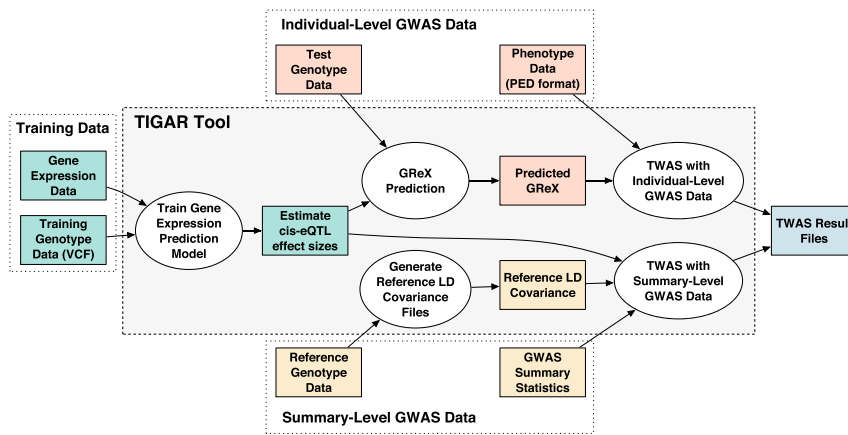 Individual-Level GWAS Data
Test
Genotype
Data
Phenotype
Data
(PED format)
TIGAR Tool
Training Data
Gene
Expression
Data
Training
Genotype
Data (VCF)
Train Gene
Expression
Prediction
Model
Estimate
cis-eQTL
effect sizes
GReX
Prediction
Predicted
GReX
TWAS with
Individual-Level
GWAS Data
TWAS Result
Files
Generate
Reference LD
Covariance
Files
Reference LD
Covariance
TWAS with
Summary-Level
GWAS Data
Reference
Genotype
Data
GWAS
Summary
Statistics
Summary-Level GWAS Data